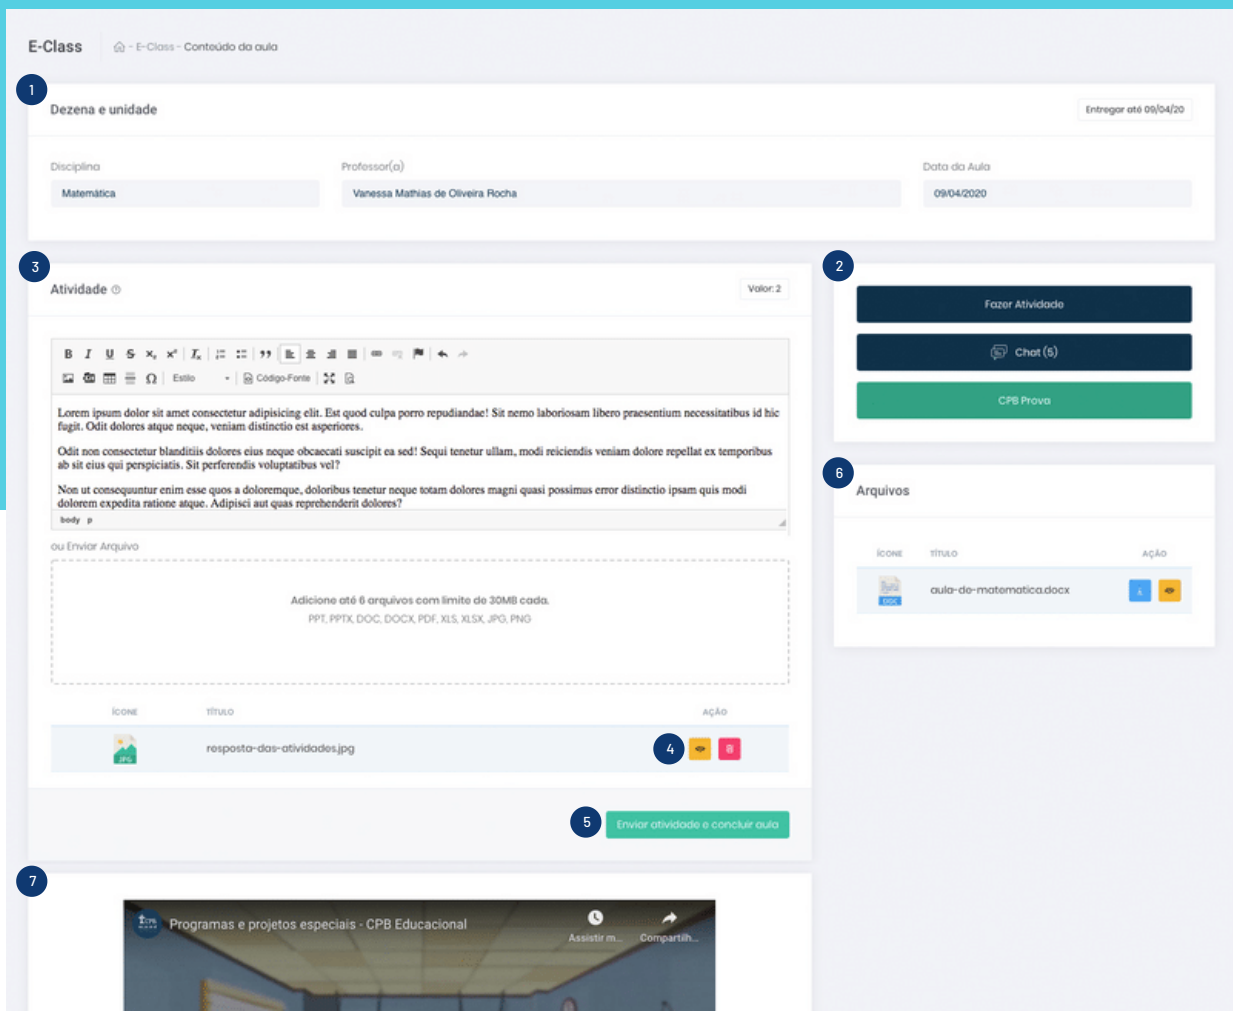 E-Class
- E-Class - Conteúdo da aula
1
Dezena e unidade
Entregar até 09/04/20
Disciplina
Professor(a)
Data da Aula
Matemática
Vanessa Mathias de Oliveira Rocha
09/04/2020
3
Atividade
Valor: 2
B I U S x₂ x² Iₓ
Ω Estilo Código-Fonte
Lorem ipsum dolor sit amet consectetur adipisicing elit. Est quod culpa porro repudiandae! Sit nemo laboriosam libero praesentium necessitatibus id hic
fugit. Odit dolores atque neque, veniam distinctio est asperiores.
Odit non consectetur blanditiis dolores eius neque obcaecati suscipit ea sed! Sequi tenetur ullam, modi reiciendis veniam dolore repellat ex temporibus
ab sit eius qui perspiciatis. Sit perferendis voluptatibus vel?
Non ut consequuntur enim esse quos a doloremque, doloribus tenetur neque totam dolores magni quasi possimus error distinctio ipsam quis modi
dolorem expedita ratione atque. Adipisci aut quas reprehenderit dolores?
body p
ou Enviar Arquivo
Adicione até 6 arquivos com limite de 30MB cada.
PPT, PPTX, DOC, DOCX, PDF, XLS, XLSX, JPG, PNG
ÍCONE TÍTULO AÇÃO
JPG
resposta-das-atividades.jpg
4
5
Enviar atividade e concluir aula
2
Fazer Atividade
Chat (5)
CPB Prova
6
Arquivos
ÍCONE TÍTULO AÇÃO
DOC
aula-de-matematica.docx
7
CPB
Programas e projetos especiais - CPB Educacional
Assistir m...
Compartilh...